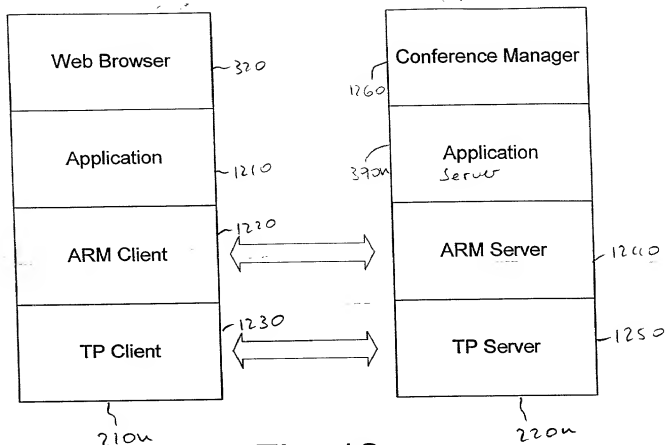 Web Browser
320
Application
1210
1220
ARM Client
1230
TP Client
210n
Conference Manager
1260
Application
Server
370n
ARM Server
1240
TP Server
1250
220n